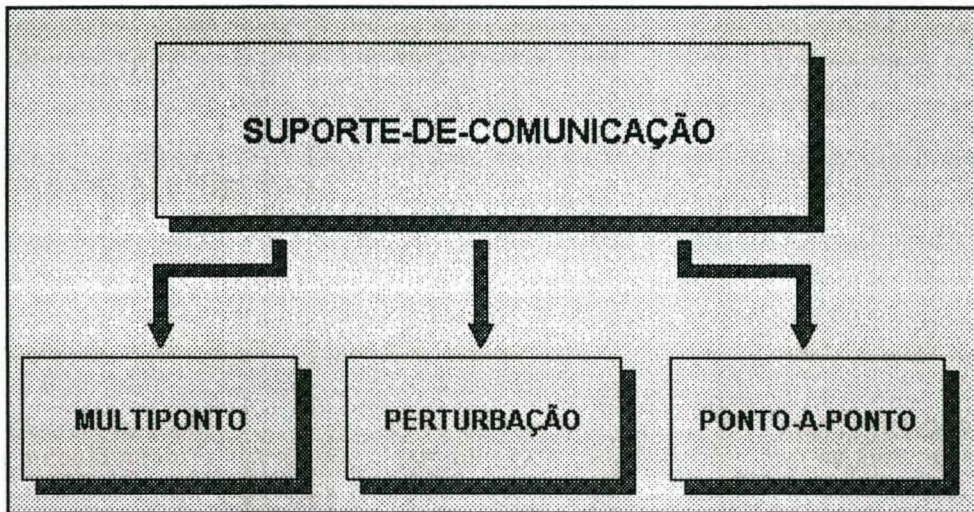 SUPORTE-DE-COMUNICAÇÃO
MULTIPONTO
PERTURBAÇÃO
PONTO-A-PONTO